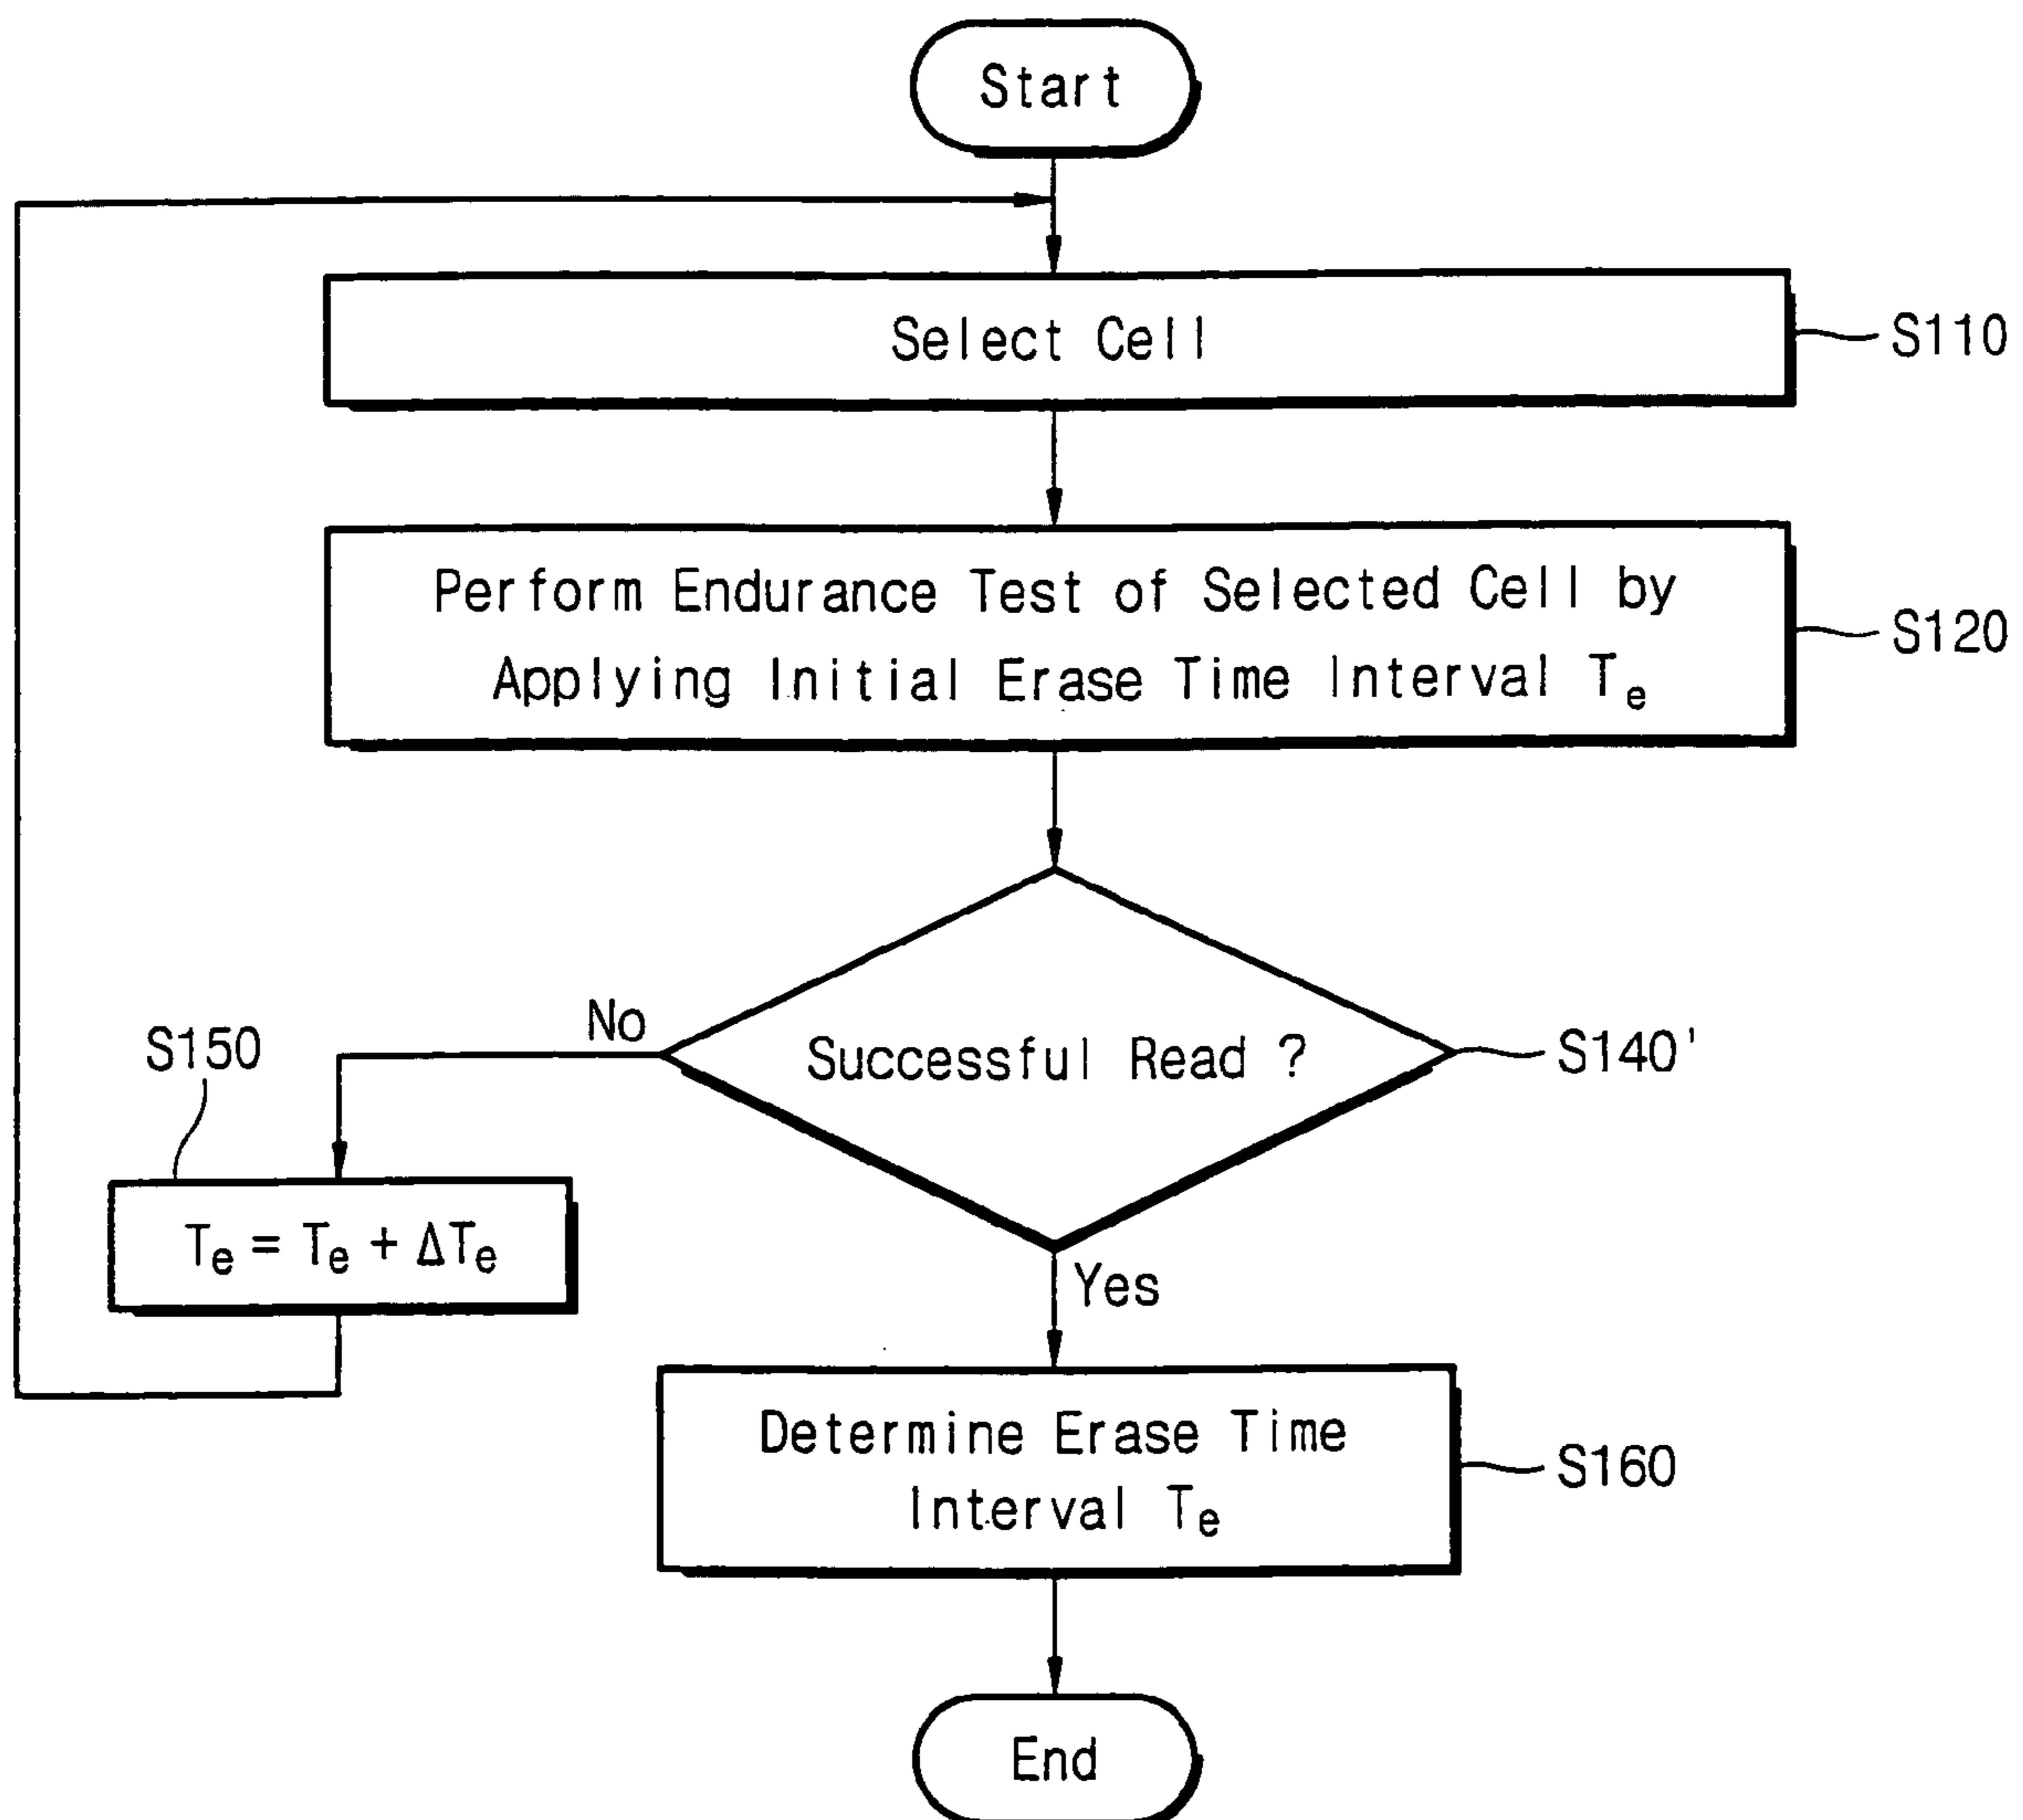 Start
Select Cell
S110
Perform Endurance Test of Selected Cell by
Applying Initial Erase Time Interval Te
S120
Successful Read ?
S140'
No
S150
Te = Te + ΔTe
Yes
Determine Erase Time
Interval Te
S160
End